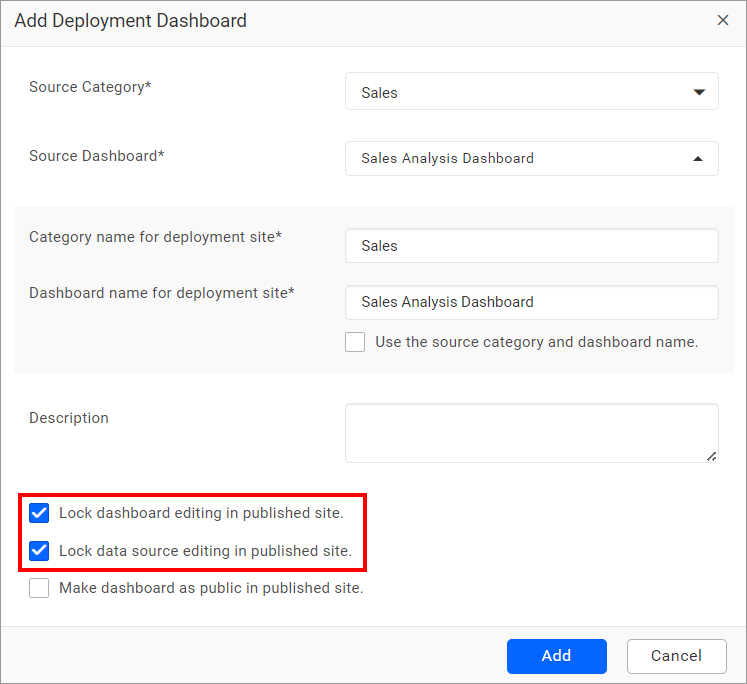 Add Deployment Dashboard
Source Category*
Sales
Source Dashboard*
Sales Analysis Dashboard
Category name for deployment site*
Sales
Dashboard name for deployment site*
Sales Analysis Dashboard
Use the source category and dashboard name.
Description
Lock dashboard editing in published site.
Lock data source editing in published site.
Make dashboard as public in published site.
Add
Cancel